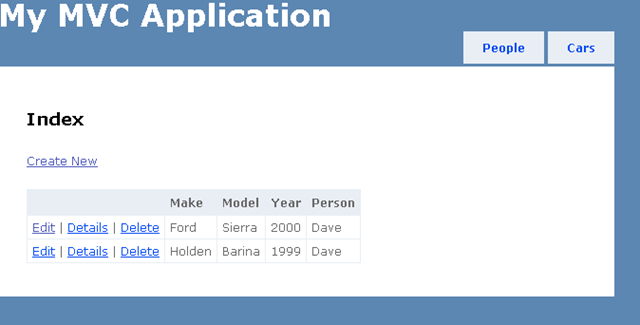 My MVC Application
People Cars
Index
Create New
Make Model Year Person
Edit | Details | Delete Ford Sierra 2000 Dave
Edit | Details | Delete Holden Barina 1999 Dave